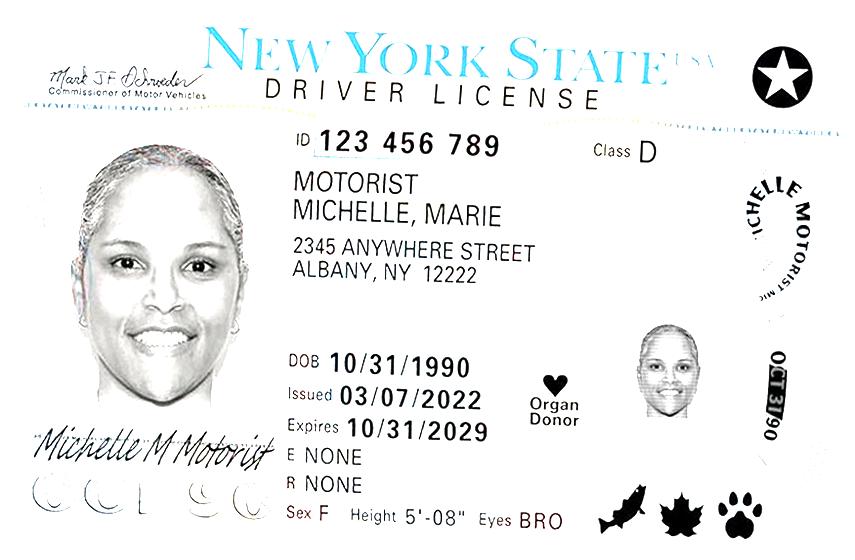 NEW YORK STATE USA
DRIVER LICENSE
Mark JF Schroeder
Commissioner of Motor Vehicles
ID 123 456 789
Class D
MOTORIST
MICHELLE, MARIE
2345 ANYWHERE STREET
ALBANY, NY 12222
ICHELLE MOTORIST MIC
DOB 10/31/1990
Issued 03/07/2022
Expires 10/31/2029
E NONE
R NONE
Sex F Height 5'-08" Eyes BRO
Organ
Donor
OCT 31/90
Michelle M Motorist